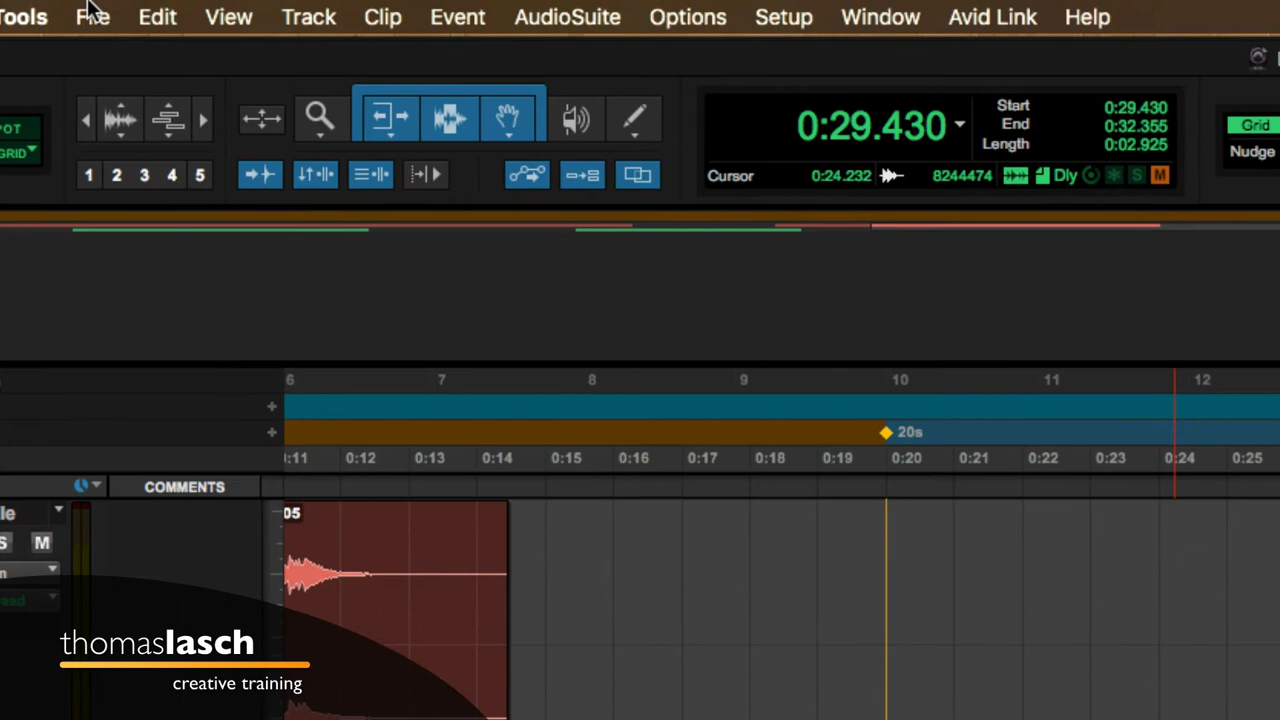 Tools File Edit View Track Clip Event AudioSuite Options Setup Window Avid Link Help
POT
GRID
1 2 3 4 5
0:29.430
Start 0:29.430
End 0:32.355
Length 0:02.925
Cursor 0:24.232 8244474 Dly S M
Grid
Nudge
6 7 8 9 10 11 12
20s
:11 0:12 0:13 0:14 0:15 0:16 0:17 0:18 0:19 0:20 0:21 0:22 0:23 0:24 0:25
COMMENTS
le
05
S M
n
thomaslasch
creative training